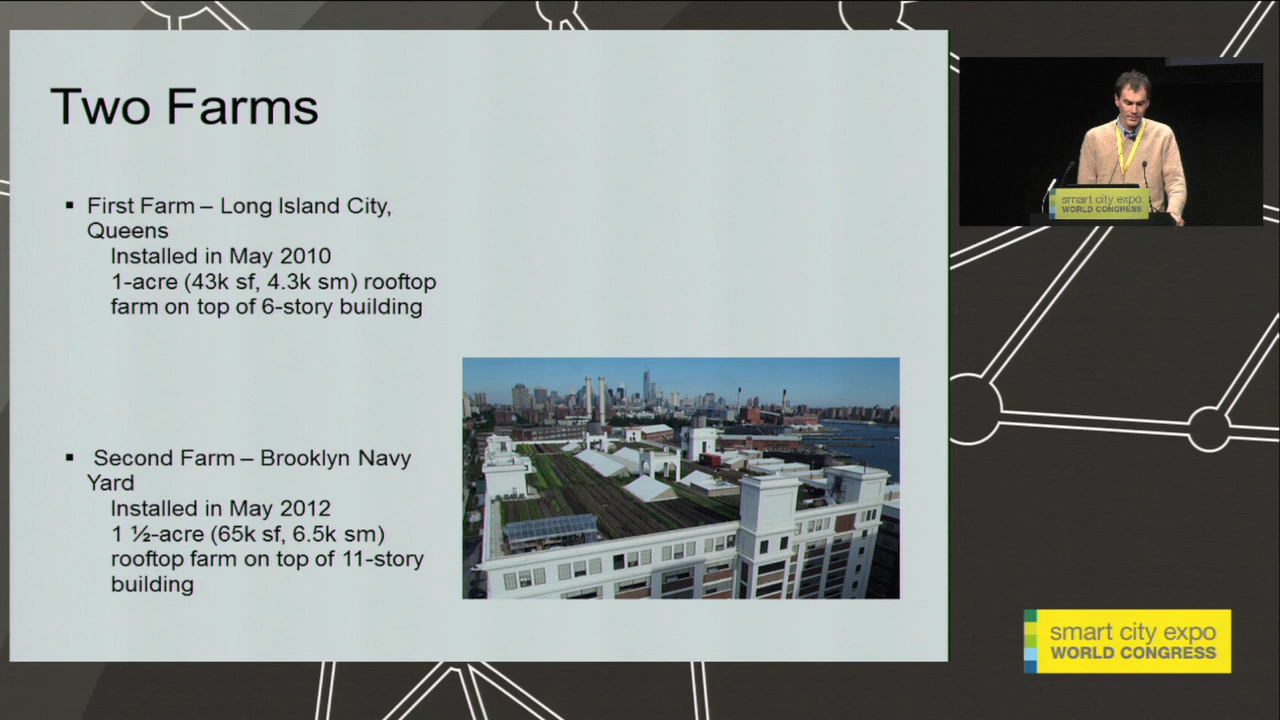 Two Farms
▪ First Farm – Long Island City,
Queens
Installed in May 2010
1-acre (43k sf, 4.3k sm) rooftop
farm on top of 6-story building
▪ Second Farm – Brooklyn Navy
Yard
Installed in May 2012
1 ½-acre (65k sf, 6.5k sm)
rooftop farm on top of 11-story
building
smart city expo
WORLD CONGRESS
smart city expo
WORLD CONGRESS